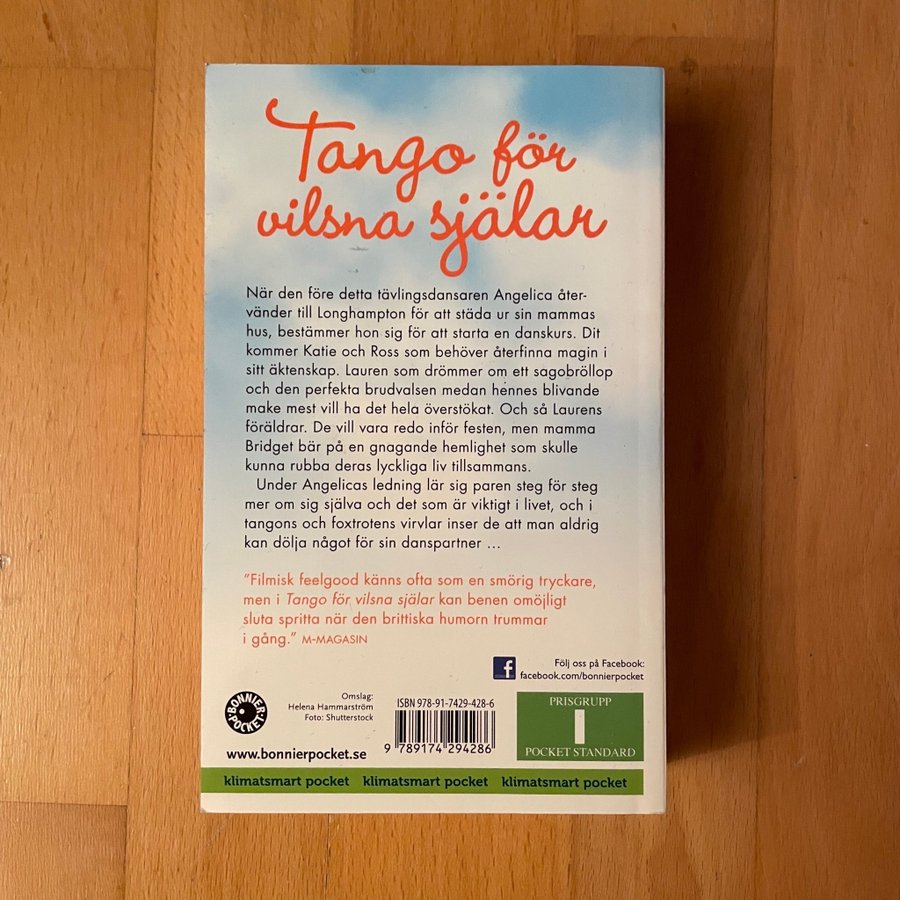 Tango för
vilsna själar
När den före detta tävlingsdansaren Angelica åter-
vänder till Longhampton för att städa ur sin mammas
hus, bestämmer hon sig för att starta en danskurs. Dit
kommer Katie och Ross som behöver återfinna magin i
sitt äktenskap. Lauren som drömmer om ett sagobröllop
och den perfekta brudvalsen medan hennes blivande
make mest vill ha det hela överstökat. Och så Laurens
föräldrar. De vill vara redo inför festen, men mamma
Bridget bär på en gnagande hemlighet som skulle
kunna rubba deras lyckliga liv tillsammans.
Under Angelicas ledning lär sig paren steg för steg
mer om sig själva och det som är viktigt i livet, och i
tangons och foxtrotens virvlar inser de att man aldrig
kan dölja något för sin danspartner …
”Filmisk feelgood känns ofta som en smörig tryckare,
men i Tango för vilsna själar kan benen omöjligt
sluta spritta när den brittiska humorn trummar
i gång.” M-MAGASIN
f
Följ oss på Facebook:
facebook.com/bonnierpocket
BONNIER
POCKET
Omslag:
Helena Hammarström
Foto: Shutterstock
www.bonnierpocket.se
ISBN 978-91-7429-428-6
9 789174 294286
PRISGRUPP
1
POCKET STANDARD
klimatsmart pocket klimatsmart pocket klimatsmart pocket